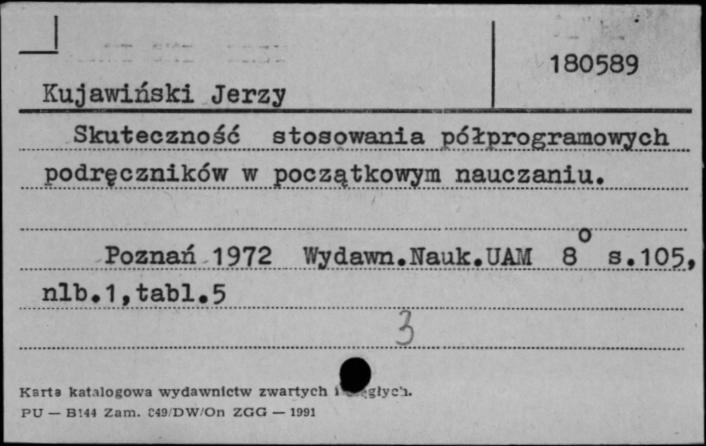 180589
Kujawiński Jerzy
Skuteczność stosowania półprogramowych
podręczników w początkowym nauczaniu.
Poznań 1972 Wydawn.Nauk.UAM 8° s.105,
nlb.1,tabl.5
3
Karta katalogowa wydawnictw zwartych i
PU — B144 Zam. 849/DW/On ZGG — 1991